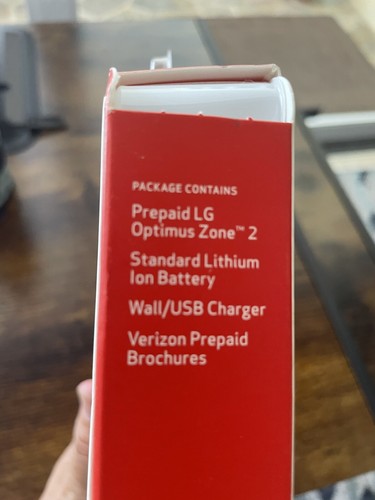 PACKAGE CONTAINS
Prepaid LG
Optimus Zone™ 2
Standard Lithium
Ion Battery
Wall/USB Charger
Verizon Prepaid
Brochures